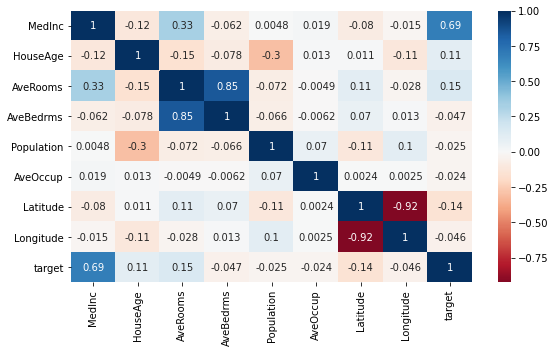 MedInc 1 -0.12 0.33 -0.062 0.0048 0.019 -0.08 -0.015 0.69
HouseAge -0.12 1 -0.15 -0.078 -0.3 0.013 0.011 -0.11 0.11
AveRooms 0.33 -0.15 1 0.85 -0.072 -0.0049 0.11 -0.028 0.15
AveBedrms -0.062 -0.078 0.85 1 -0.066 -0.0062 0.07 0.013 -0.047
Population 0.0048 -0.3 -0.072 -0.066 1 0.07 -0.11 0.1 -0.025
AveOccup 0.019 0.013 -0.0049 -0.0062 0.07 1 0.0024 0.0025 -0.024
Latitude -0.08 0.011 0.11 0.07 -0.11 0.0024 1 -0.92 -0.14
Longitude -0.015 -0.11 -0.028 0.013 0.1 0.0025 -0.92 1 -0.046
target 0.69 0.11 0.15 -0.047 -0.025 -0.024 -0.14 -0.046 1
MedInc
HouseAge
AveRooms
AveBedrms
Population
AveOccup
Latitude
Longitude
target
1.00
0.75
0.50
0.25
0.00
-0.25
-0.50
-0.75